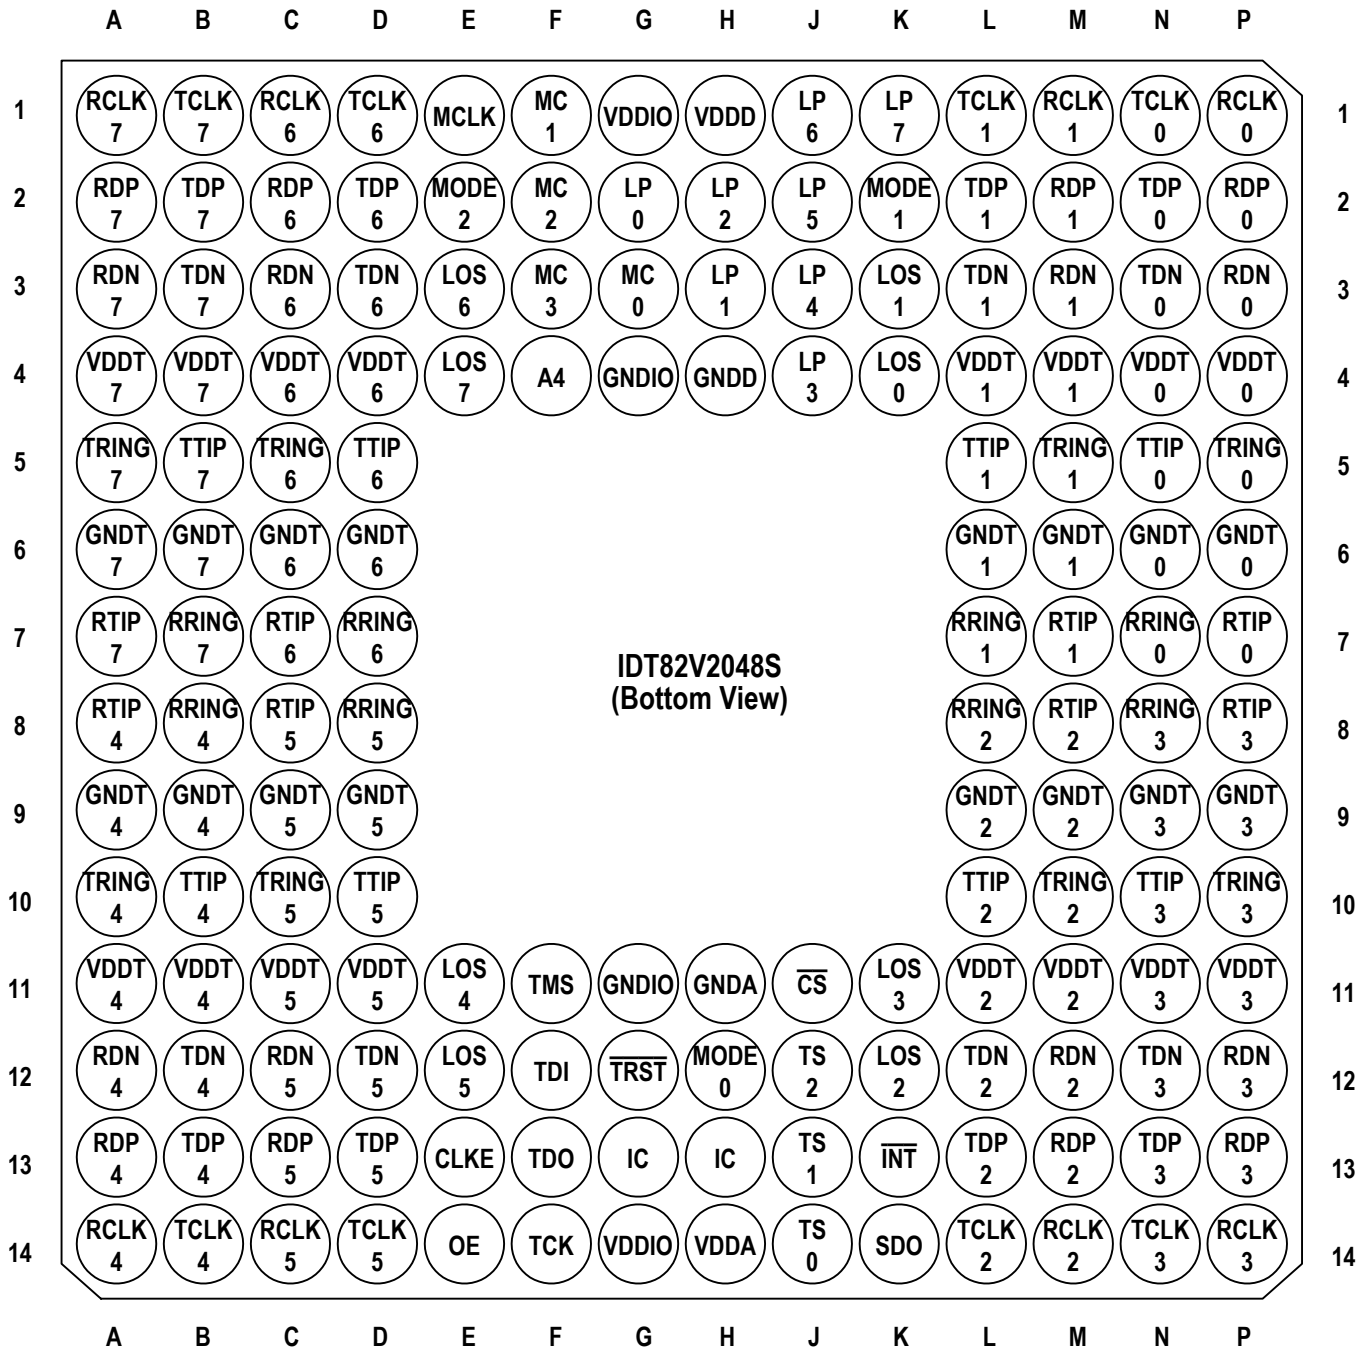 A B C D E F G H J K L M N P
1 RCLK 7 TCLK 7 RCLK 6 TCLK 6 MCLK MC 1 VDDIO VDDD LP 6 LP 7 TCLK 1 RCLK 1 TCLK 0 RCLK 0 1
2 RDP 7 TDP 7 RDP 6 TDP 6 MODE 2 MC 2 LP 0 LP 2 LP 5 MODE 1 TDP 1 RDP 1 TDP 0 RDP 0 2
3 RDN 7 TDN 7 RDN 6 TDN 6 LOS 6 MC 3 MC 0 LP 1 LP 4 LOS 1 TDN 1 RDN 1 TDN 0 RDN 0 3
4 VDDT 7 VDDT 7 VDDT 6 VDDT 6 LOS 7 A4 GNDIO GNDD LP 3 LOS 0 VDDT 1 VDDT 1 VDDT 0 VDDT 0 4
5 TRING 7 TTIP 7 TRING 6 TTIP 6 TTIP 1 TRING 1 TTIP 0 TRING 0 5
6 GNDT 7 GNDT 7 GNDT 6 GNDT 6 GNDT 1 GNDT 1 GNDT 0 GNDT 0 6
7 RTIP 7 RRING 7 RTIP 6 RRING 6 RRING 1 RTIP 1 RRING 0 RTIP 0 7
IDT82V2048S
(Bottom View)
8 RTIP 4 RRING 4 RTIP 5 RRING 5 RRING 2 RTIP 2 RRING 3 RTIP 3 8
9 GNDT 4 GNDT 4 GNDT 5 GNDT 5 GNDT 2 GNDT 2 GNDT 3 GNDT 3 9
10 TRING 4 TTIP 4 TRING 5 TTIP 5 TTIP 2 TRING 2 TTIP 3 TRING 3 10
11 VDDT 4 VDDT 4 VDDT 5 VDDT 5 LOS 4 TMS GNDIO GNDA CS LOS 3 VDDT 2 VDDT 2 VDDT 3 VDDT 3 11
12 RDN 4 TDN 4 RDN 5 TDN 5 LOS 5 TDI TRST MODE 0 TS 2 LOS 2 TDN 2 RDN 2 TDN 3 RDN 3 12
13 RDP 4 TDP 4 RDP 5 TDP 5 CLKE TDO IC IC TS 1 INT TDP 2 RDP 2 TDP 3 RDP 3 13
14 RCLK 4 TCLK 4 RCLK 5 TCLK 5 OE TCK VDDIO VDDA TS 0 SDO TCLK 2 RCLK 2 TCLK 3 RCLK 3 14
A B C D E F G H J K L M N P